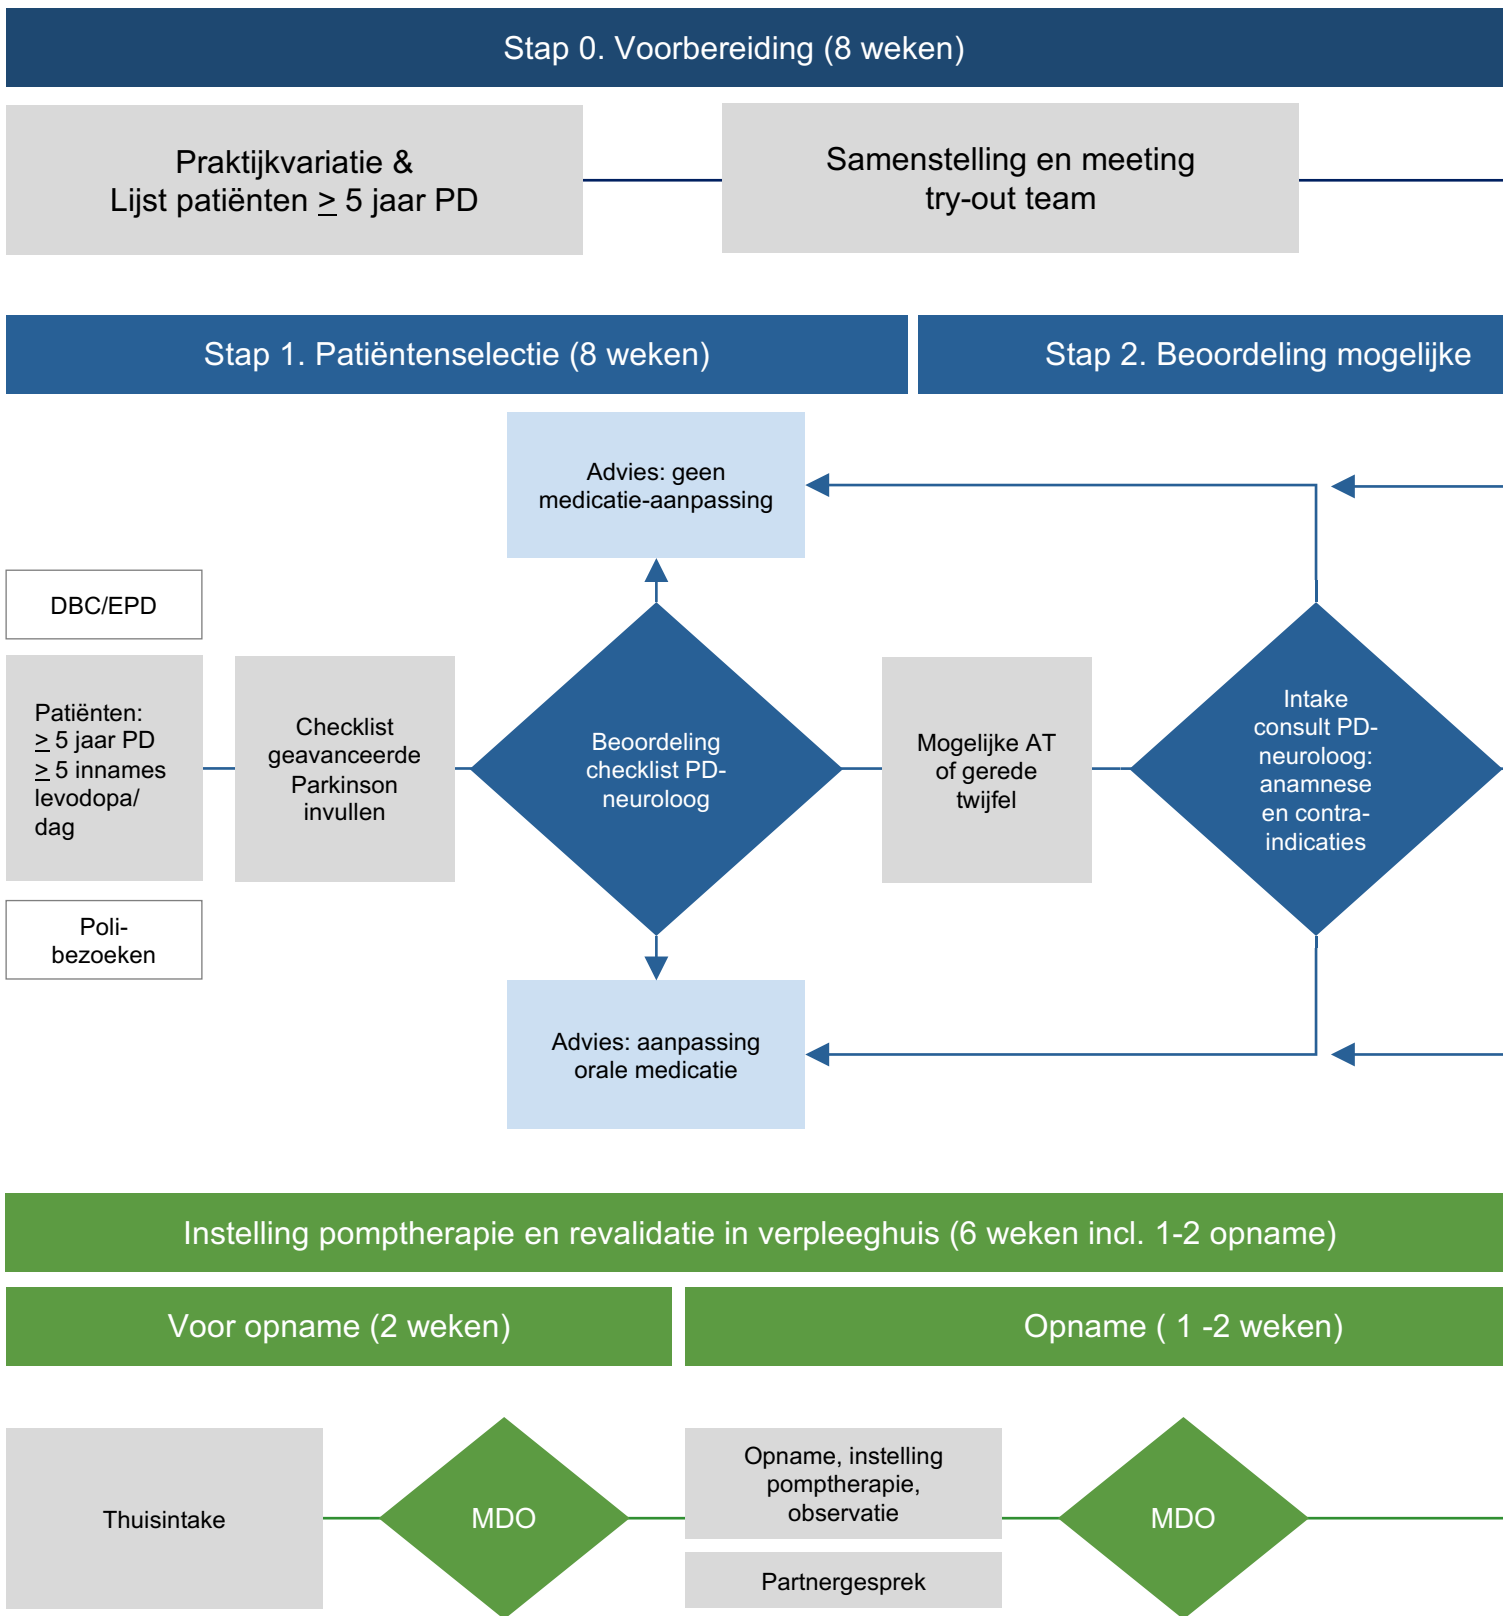 Stap 0. Voorbereiding (8 weken)
Praktijkvariatie &
Lijst patiënten ≥ 5 jaar PD
Samenstelling en meeting
try-out team
Stap 1. Patiëntenselectie (8 weken)
Stap 2. Beoordeling mogelijke
Advies: geen
medicatie-aanpassing
DBC/EPD
Patiënten:
≥ 5 jaar PD
≥ 5 innames
levodopa/
dag
Poli-
bezoeken
Checklist
geavanceerde
Parkinson
invullen
Beoordeling
checklist PD-
neuroloog
Mogelijke AT
of gerede
twijfel
Intake
consult PD-
neuroloog:
anamnese
en contra-
indicaties
Advies: aanpassing
orale medicatie
Instelling pomptherapie en revalidatie in verpleeghuis (6 weken incl. 1-2 opname)
Voor opname (2 weken)
Opname ( 1 -2 weken)
Thuisintake
MDO
Opname, instelling
pomptherapie,
observatie
Partnergesprek
MDO